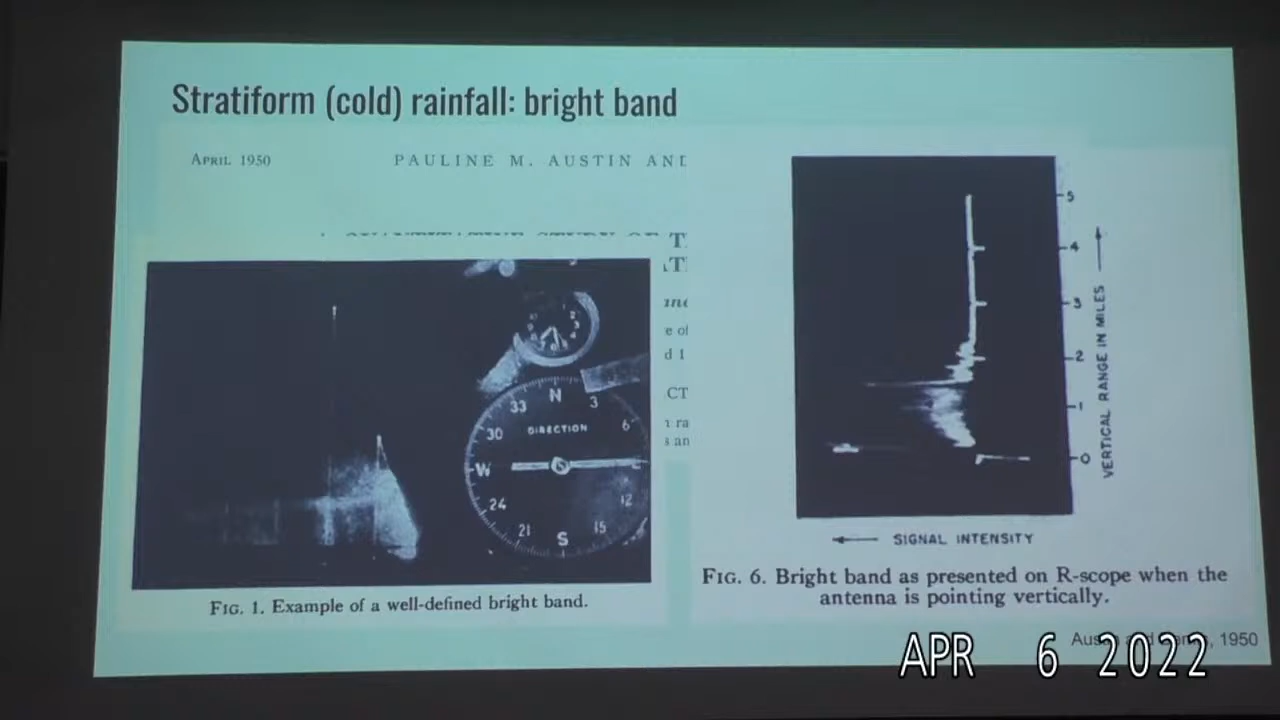 Stratiform (cold) rainfall: bright band
APRIL 1950
PAULINE M. AUSTIN AND
T
CT
FIG. 1. Example of a well-defined bright band.
N
33
3
30
DIRECTION
6
W
24
12
21
15
S
5
4
3
2
1
0
VERTICAL RANGE IN MILES
SIGNAL INTENSITY
FIG. 6. Bright band as presented on R-scope when the
antenna is pointing vertically.
1950
APR 6 2022